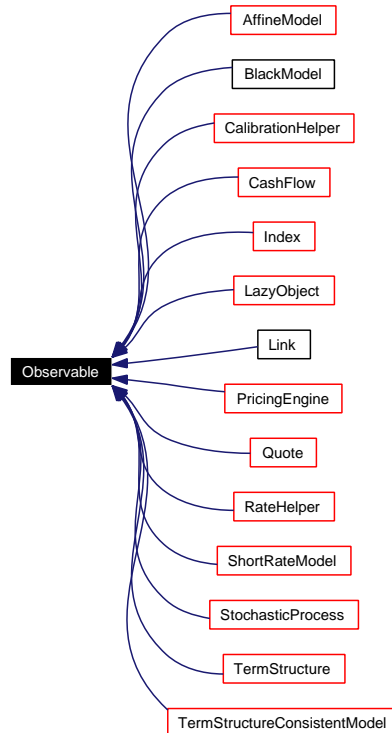 AffineModel
BlackModel
CalibrationHelper
CashFlow
Index
LazyObject
Link
Observable
PricingEngine
Quote
RateHelper
ShortRateModel
StochasticProcess
TermStructure
TermStructureConsistentModel